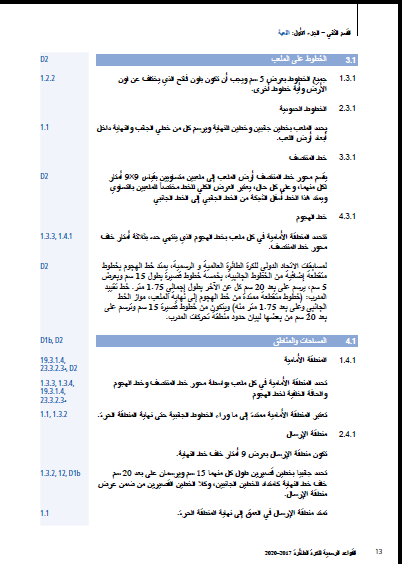 القسم الثاني – الجزء الأول: اللعبة
3.1 الخطوط على الملعب D2
1.3.1 جميع الخطوط بعرض 5 سم ويجب أن تكون بلون فاتح الذي يختلف عن لون 1.2.2
الأرض وأية خطوط أخرى.
2.3.1 الخطوط الحدودية
يحدد الملعب بخطين جانبيين وخطين للنهاية ويرسم كل من خطي الجانب والنهاية داخل 1.1
أبعاد أرض اللعب.
3.3.1 خط المنتصف
يقسم محور خط المنتصف أرض الملعب إلى ملعبين متساويين بقياس 9X9 أمتار D2
لكل منهما، وعلى كل حال، يعتبر العرض الكلي للخط مختصاً للملعبين بالتساوي
ويمتد هذا الخط أسفل الشبكة من الخط الجانبي إلى الخط الجانبي
4.3.1 خط الهجوم
تتحدد المنطقة الأمامية في كل ملعب بخط الهجوم الذي ينتهي حده بثلاثة أمتار خلف 1.3.3, 1.4.1
محور خط المنتصف.
لمسابقات الاتحاد الدولي للكرة الطائرة العالمية و الرسمية، يمتد خط الهجوم بخطوط D2
متقطعة إضافية من الخطوط الجانبية، بخمسة خطوط قصيرة بطول 15 سم وبعرض
5 سم، يرسم على بعد 20 سم كل عن الآخر بطول إجمالي 1.75 متر. خط تقييد
المدرب: (خطوط متقطعة ممتدة من خط الهجوم إلى نهاية الملعب، مواز الخط
الجانبي وعلى بعد 1.75 متر منه) ويتكون من خطوط قصيرة 15 سم وترسم على
بعد 20 سم من بعضها لبيان حدود منطقة تحركات المدرب.
4.1 المساحات والمناطق D1b, D2
1.4.1 المنطقة الأمامية 19.3.1.4,
23.3.2.3, D2
تحدد المنطقة الأمامية في كل ملعب بواسطة محور خط المنتصف وخط الهجوم 1.3.3, 1.3.4,
والحافة الخلفية لخط الهجوم 19.3.1.4,
23.3.2.3
تعتبر المنطقة الأمامية ممتدة إلى ما وراء الخطوط الجانبية حتى نهاية المنطقة الحرة. 1.1, 1.3.2
2.4.1 منطقة الإرسال
تكون منطقة الإرسال بعرض 9 أمتار خلف خط النهاية.
تحدد جانبيا بخطين قصيرين طول كل منهما 15 سم ويرسمان على بعد 20 سم 1.3.2, 12, D1b
خلف خط النهاية كامتداد للخطين الجانبيين، وكلا الخطين القصيرين من ضمن عرض
منطقة الإرسال.
تمتد منطقة الإرسال في العمق إلى نهاية المنطقة الحرة. 1.1
القواعد الرسمية للكرة الطائرة 2017–2020 13